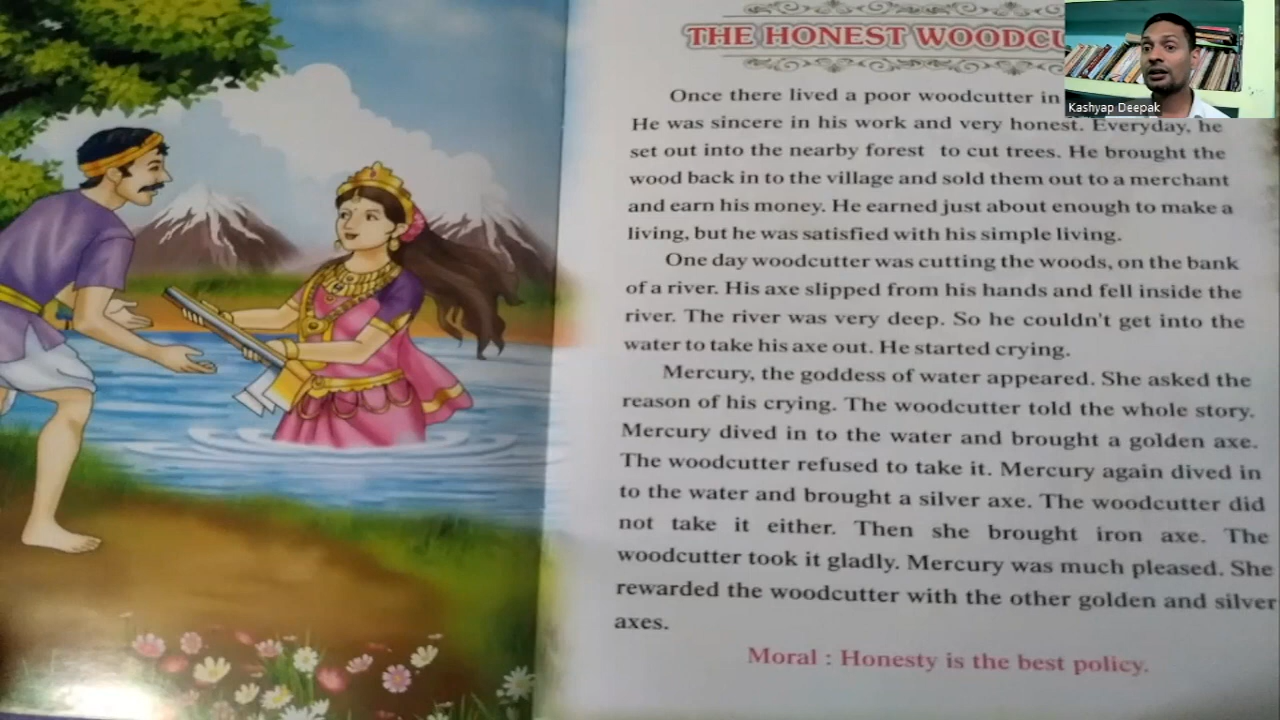 THE HONEST WOODCU
Kashyap Deepak
Once there lived a poor woodcutter in
He was sincere in his work and very honest. Everyday, he
set out into the nearby forest to cut trees. He brought the
wood back in to the village and sold them out to a merchant
and earn his money. He earned just about enough to make a
living, but he was satisfied with his simple living.
One day woodcutter was cutting the woods, on the bank
of a river. His axe slipped from his hands and fell inside the
river. The river was very deep. So he couldn't get into the
water to take his axe out. He started crying.
Mercury, the goddess of water appeared. She asked the
reason of his crying. The woodcutter told the whole story.
Mercury dived in to the water and brought a golden axe.
The woodcutter refused to take it. Mercury again dived in
to the water and brought a silver axe. The woodcutter did
not take it either. Then she brought iron axe. The
woodcutter took it gladly. Mercury was much pleased. She
rewarded the woodcutter with the other golden and silver
axes.
Moral : Honesty is the best policy.